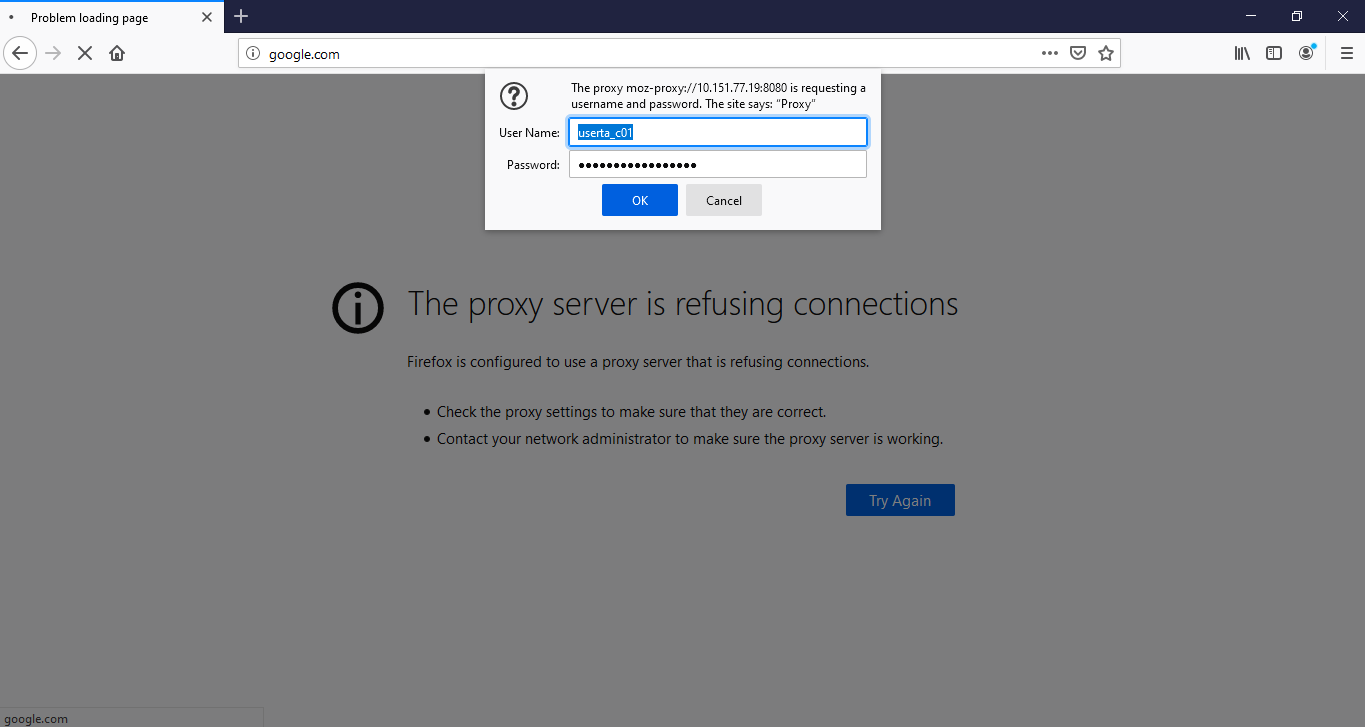 Problem loading page
google.com
The proxy moz-proxy://10.151.77.19:8080 is requesting a
username and password. The site says: “Proxy”
User Name: userta_c01
Password: •••••••••••••••••
OK Cancel
The proxy server is refusing connections
Firefox is configured to use a proxy server that is refusing connections.
• Check the proxy settings to make sure that they are correct.
• Contact your network administrator to make sure the proxy server is working.
Try Again
google.com